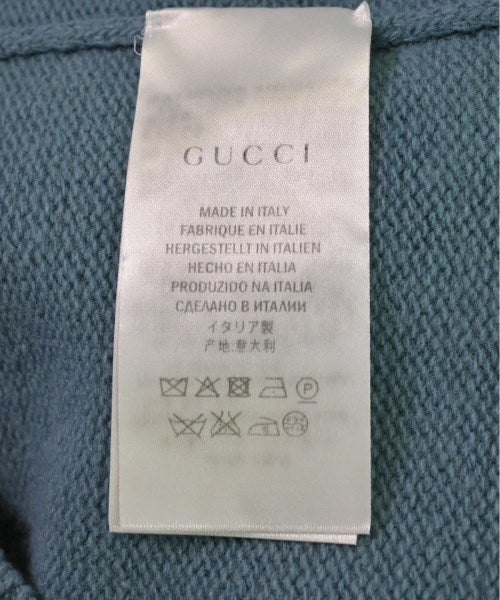 GUCCI
MADE IN ITALY
FABRIQUE EN ITALIE
HERGESTELLT IN ITALIEN
HECHO EN ITALIA
PRODUZIDO NA ITALIA
СДЕЛАНО В ИТАЛИИ
イタリア製
产地:意大利
P